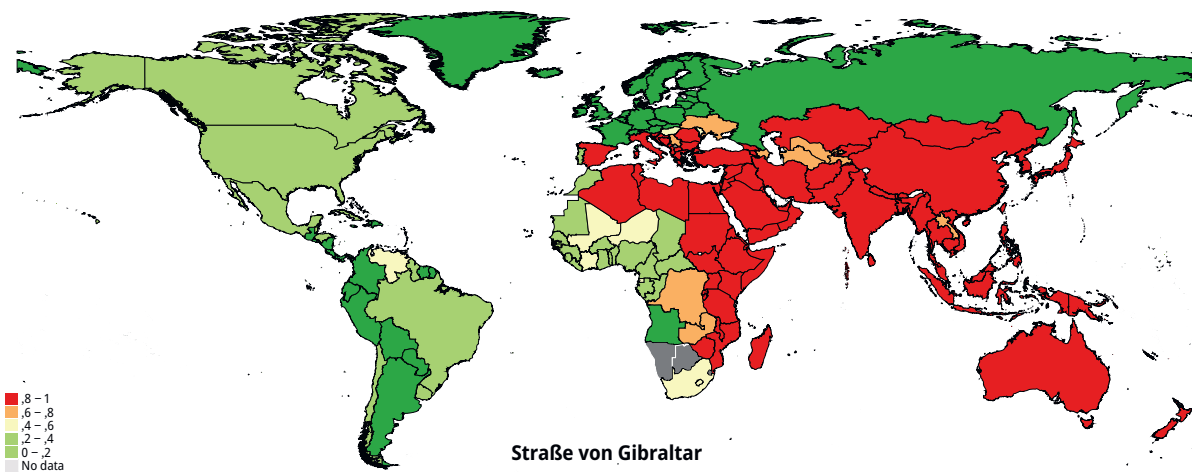 ,8 – 1
,6 – ,8
,4 – ,6
,2 – ,4
0 – ,2
No data
Straße von Gibraltar